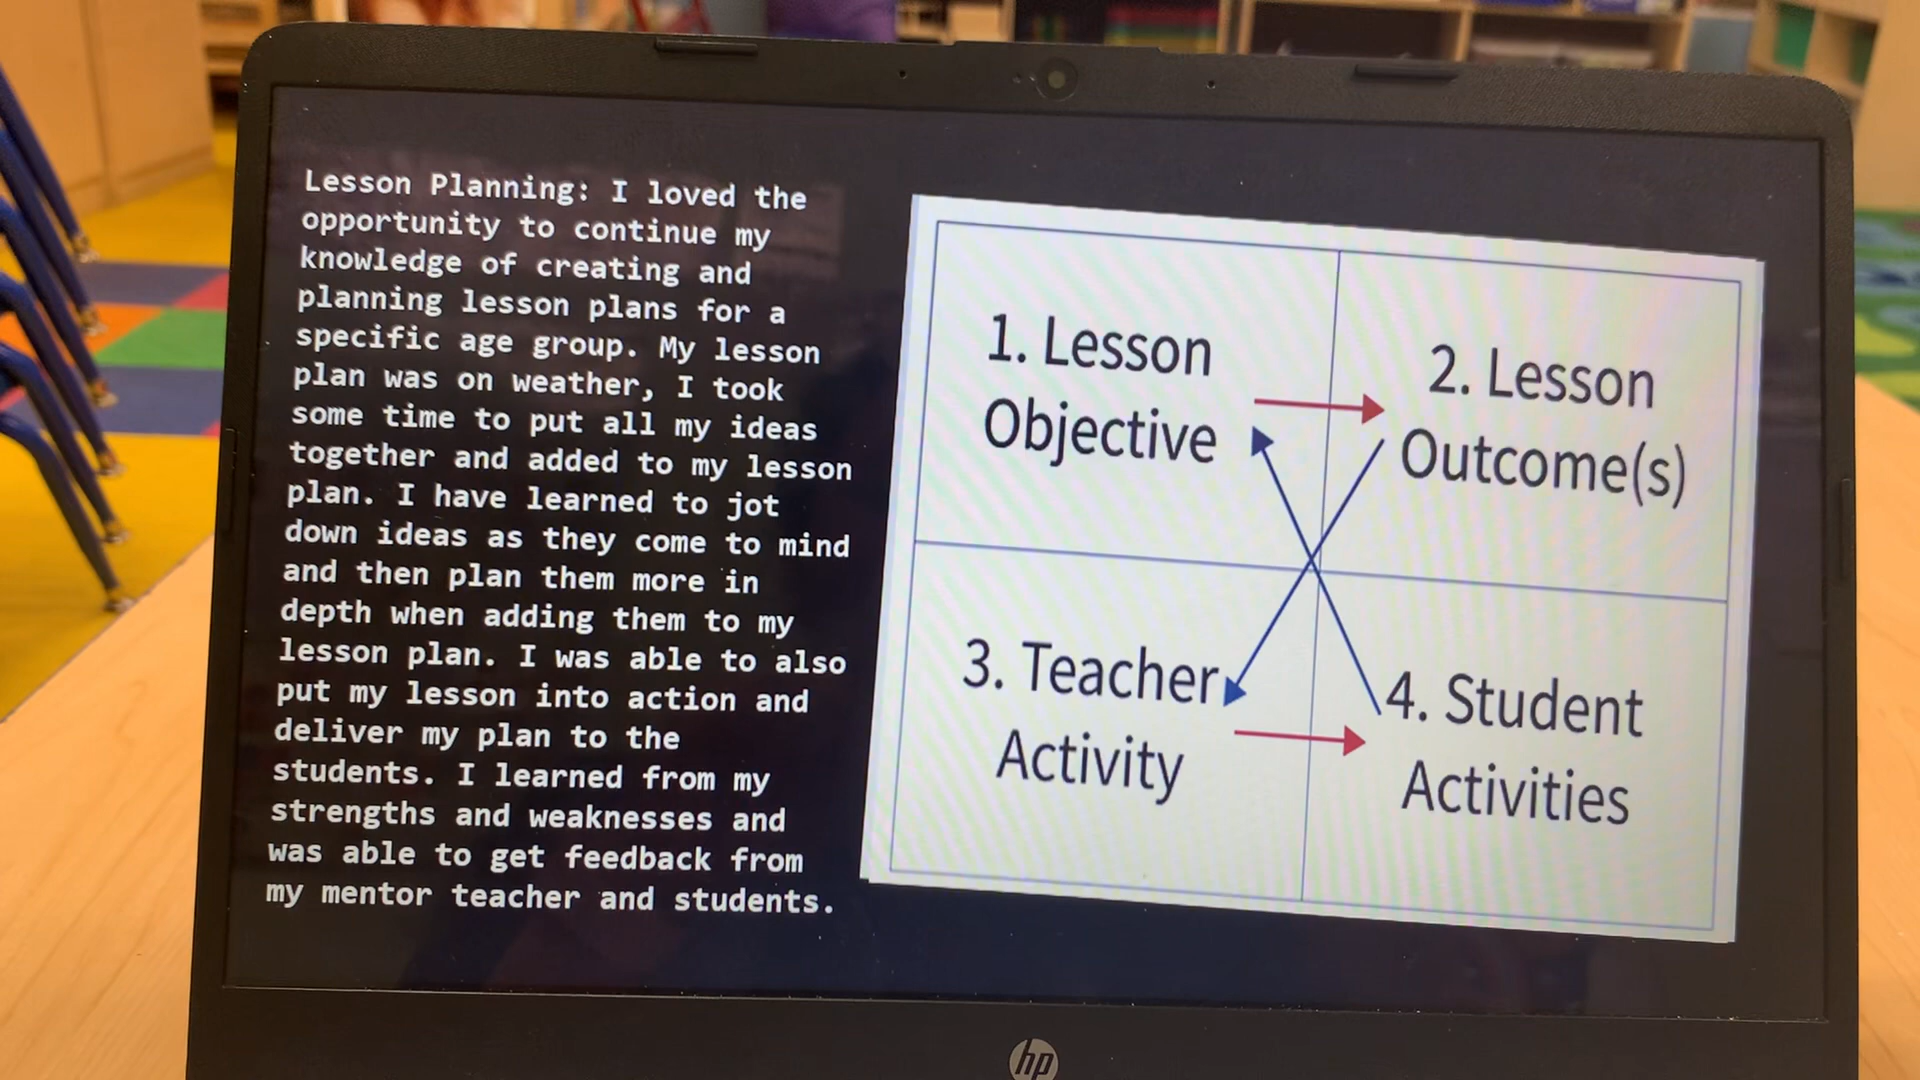 Lesson Planning: I loved the
opportunity to continue my
knowledge of creating and
planning lesson plans for a
specific age group. My lesson
plan was on weather, I took
some time to put all my ideas
together and added to my lesson
plan. I have learned to jot
down ideas as they come to mind
and then plan them more in
depth when adding them to my
lesson plan. I was able to also
put my lesson into action and
deliver my plan to the
students. I learned from my
strengths and weaknesses and
was able to get feedback from
my mentor teacher and students.
1. Lesson
Objective
2. Lesson
Outcome(s)
3. Teacher
Activity
4. Student
Activities
hp